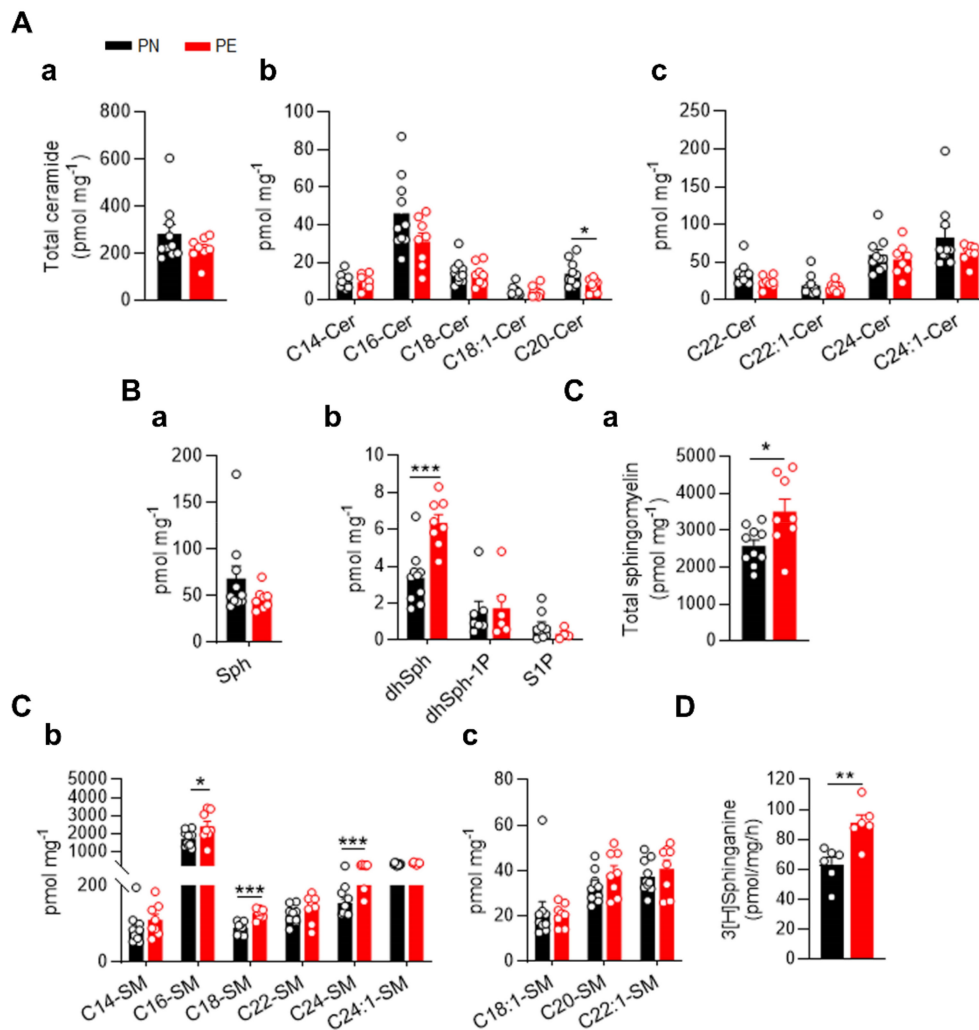 A
PN PE
a
b
c
Total ceramide
(pmol mg-1)
800
600
400
200
0
pmol mg-1
100
80
60
40
20
0
*
C14-Cer
C16-Cer
C18-Cer
C18:1-Cer
C20-Cer
pmol mg-1
250
200
150
100
50
0
C22-Cer
C22:1-Cer
C24-Cer
C24:1-Cer
B
a
b
C
a
pmol mg-1
200
150
100
50
0
Sph
pmol mg-1
8
6
4
2
0
***
dhSph
dhSph-1P
S1P
Total sphingomyelin
(pmol mg-1)
5000
4000
3000
2000
1000
0
*
C
b
c
D
pmol mg-1
5000
4000
3000
2000
1000
200
0
*
***
***
C14-SM
C16-SM
C18-SM
C22-SM
C24-SM
C24:1-SM
pmol mg-1
80
60
40
20
0
C18:1-SM
C20-SM
C22:1-SM
3[H]Sphinganine
(pmol/mg/h)
120
100
80
60
40
20
0
**